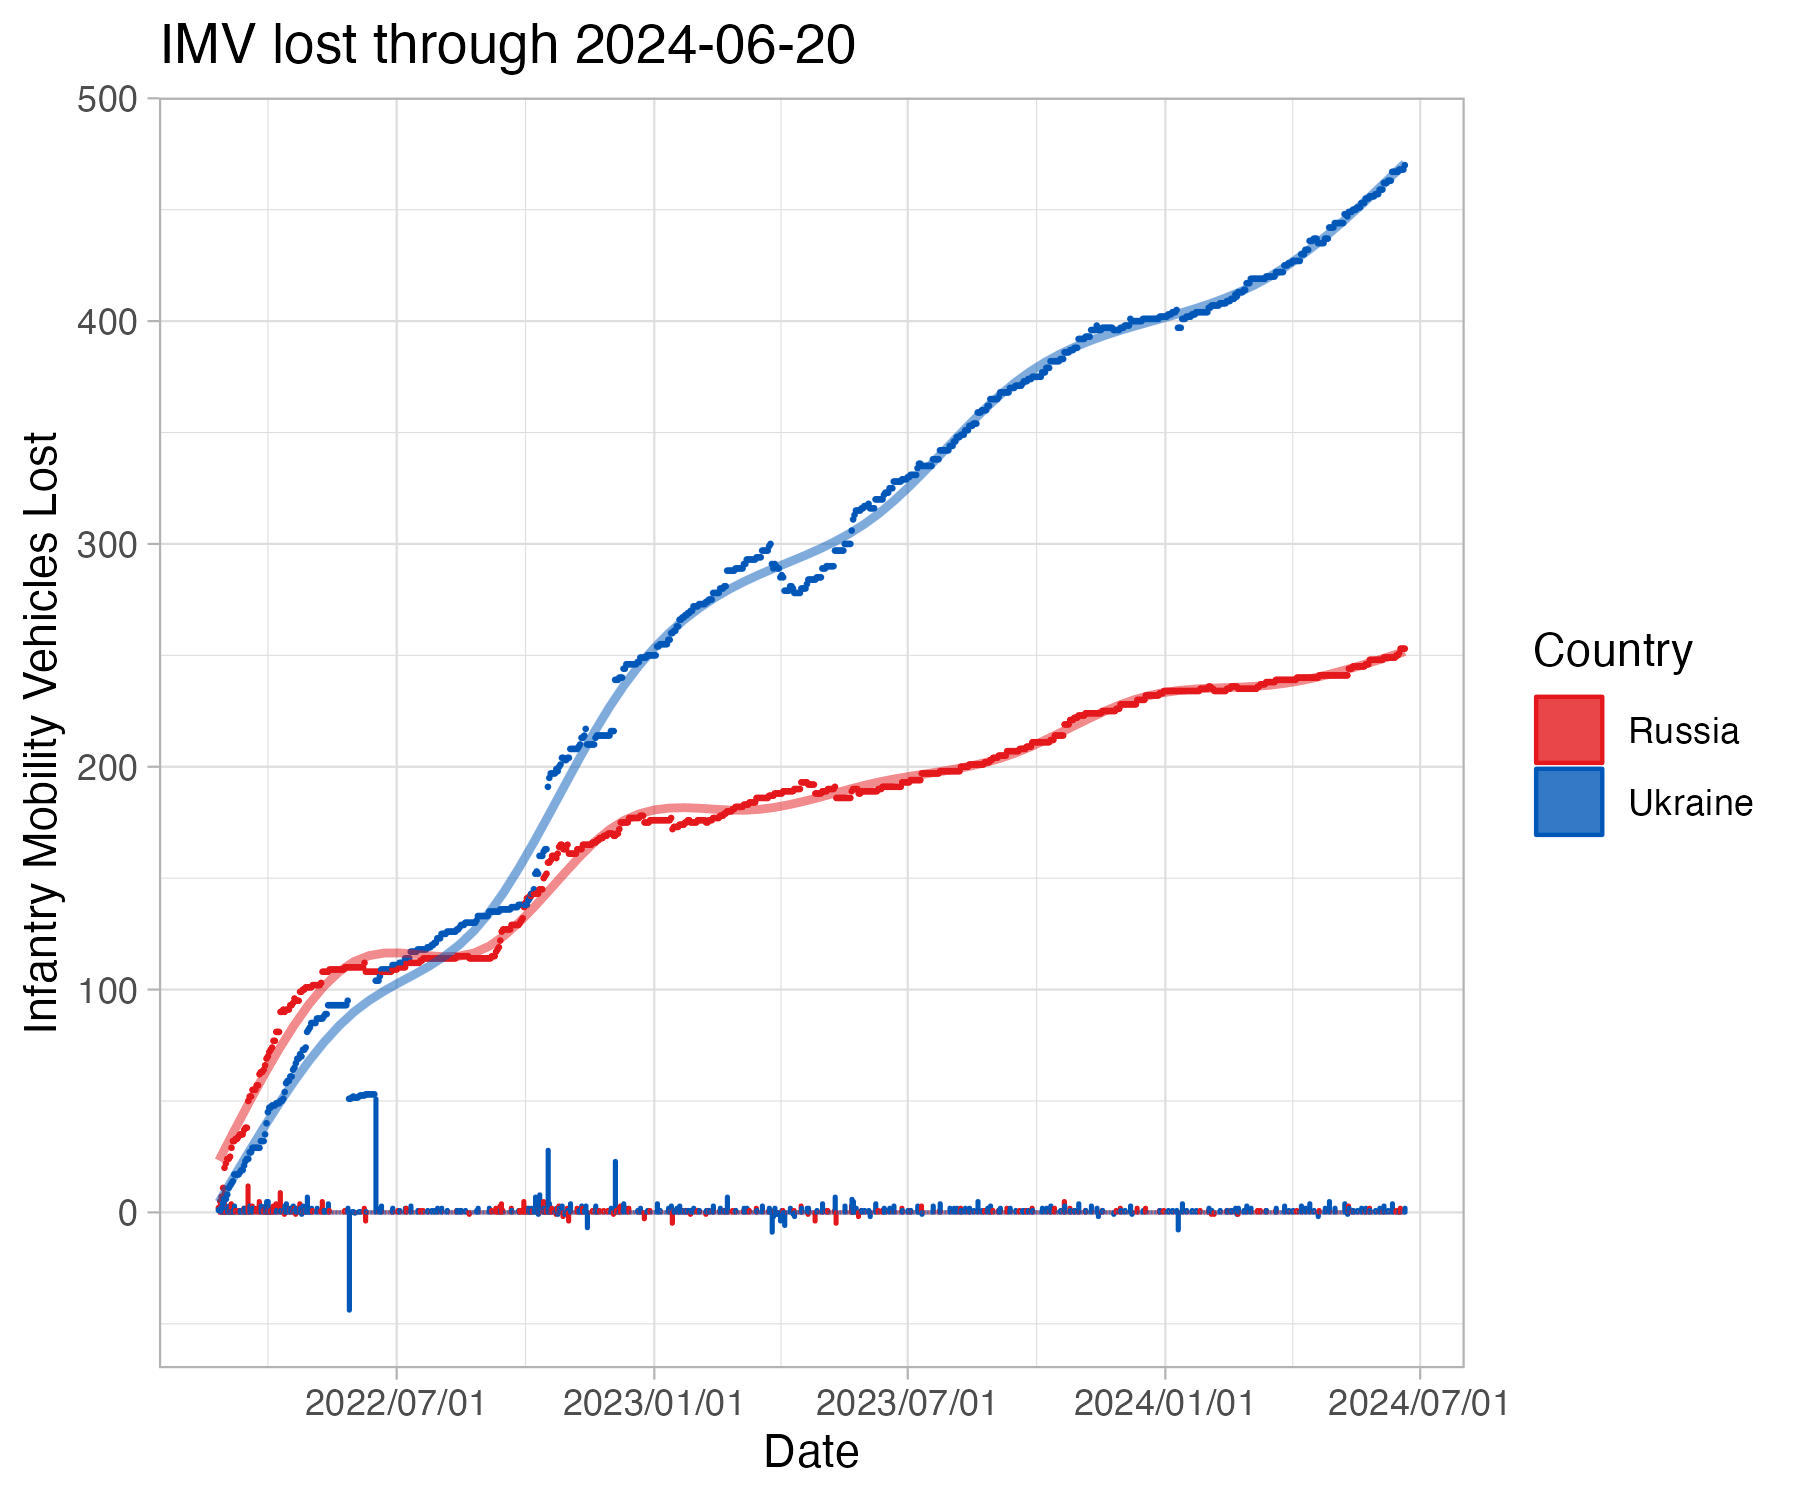 IMV lost through 2024-06-20
Infantry Mobility Vehicles Lost
500
400
300
200
100
0
2022/07/01
2023/01/01
2023/07/01
2024/01/01
2024/07/01
Date
Country
Russia
Ukraine